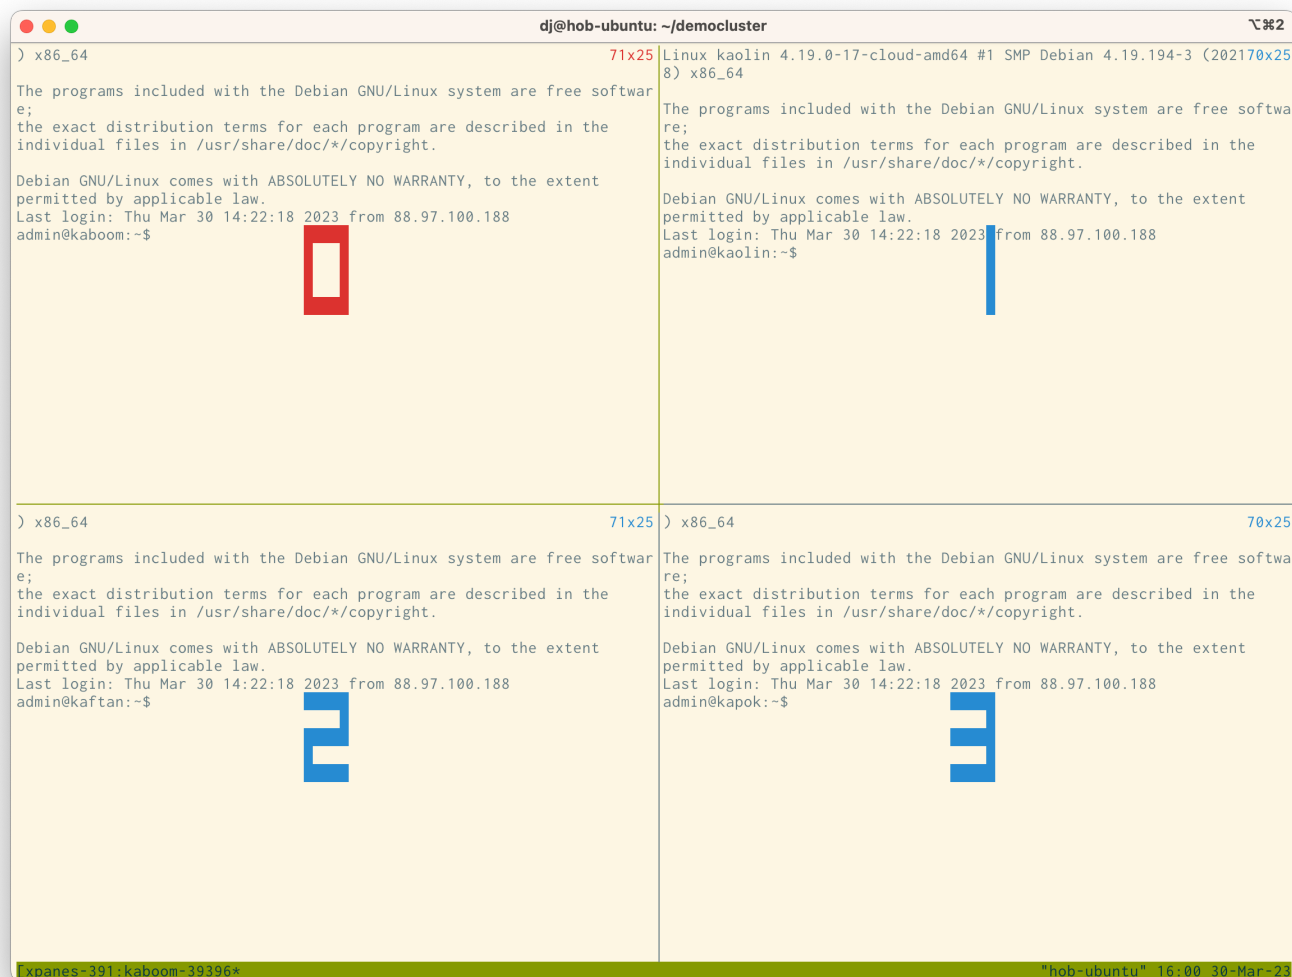 dj@hob-ubuntu: ~/democluster
⌥⌘2
) x86_64 71x25
The programs included with the Debian GNU/Linux system are free softwar
e;
the exact distribution terms for each program are described in the
individual files in /usr/share/doc/*/copyright.
Debian GNU/Linux comes with ABSOLUTELY NO WARRANTY, to the extent
permitted by applicable law.
Last login: Thu Mar 30 14:22:18 2023 from 88.97.100.188
admin@kaboom:~$
0
Linux kaolin 4.19.0-17-cloud-amd64 #1 SMP Debian 4.19.194-3 (202170x25
8) x86_64
The programs included with the Debian GNU/Linux system are free softwa
re;
the exact distribution terms for each program are described in the
individual files in /usr/share/doc/*/copyright.
Debian GNU/Linux comes with ABSOLUTELY NO WARRANTY, to the extent
permitted by applicable law.
Last login: Thu Mar 30 14:22:18 2023 from 88.97.100.188
admin@kaolin:~$
1
) x86_64 71x25
The programs included with the Debian GNU/Linux system are free softwar
e;
the exact distribution terms for each program are described in the
individual files in /usr/share/doc/*/copyright.
Debian GNU/Linux comes with ABSOLUTELY NO WARRANTY, to the extent
permitted by applicable law.
Last login: Thu Mar 30 14:22:18 2023 from 88.97.100.188
admin@kaftan:~$
2
) x86_64 70x25
The programs included with the Debian GNU/Linux system are free softwa
re;
the exact distribution terms for each program are described in the
individual files in /usr/share/doc/*/copyright.
Debian GNU/Linux comes with ABSOLUTELY NO WARRANTY, to the extent
permitted by applicable law.
Last login: Thu Mar 30 14:22:18 2023 from 88.97.100.188
admin@kapok:~$
3
[xpanes-391:kaboom-39396* "hob-ubuntu" 16:00 30-Mar-23